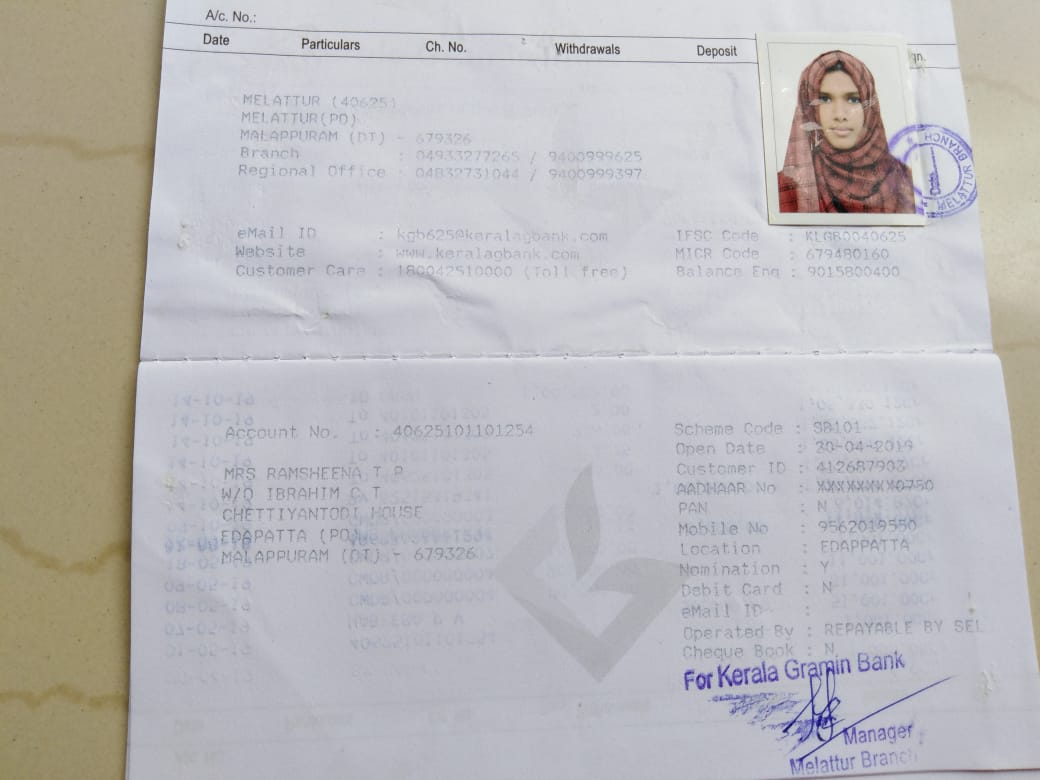 A/c. No.:
Date Particulars Ch. No. Withdrawals Deposit gn.
MELATTUR (406251
MELATTUR(PO)
MALAPPURAM (DT) - 679326
Branch : 04933277265 / 9400999625
Regional Office : 04832731044 / 9400999397
MELATTUR BRANCH
Date
eMail ID : kgb625@keralagbank.com IFSC Code : KLGB0040625
Website : www.keralagbank.com MICR Code : 679480160
Customer Care : 180042510000 (Toll free) Balance Enq : 9015800400
Account No. : 40625101101254
MRS RAMSHEENA T P
W/O IBRAHIM C T
CHETTIYANTODI HOUSE
EDAPATTA (PO)
MALAPPURAM (DT) - 679326
Scheme Code : SB101
Open Date : 20-04-2019
Customer ID : 412687903
AADHAAR No : XXXXXXXX0750
PAN : N
Mobile No : 9562019550
Location : EDAPPATTA
Nomination : Y
Debit Card : N
eMail ID :
Operated By : REPAYABLE BY SEL
Cheque Book : N
For Kerala Gramin Bank
Manager
Melattur Branch